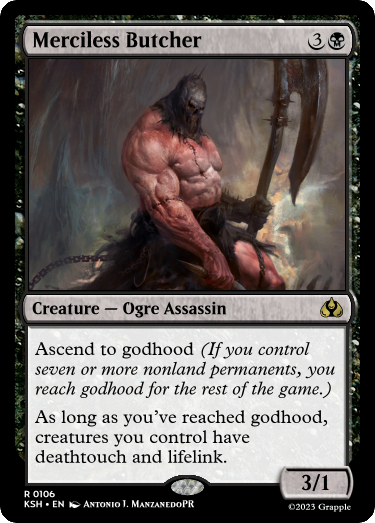 Merciless Butcher 3
Creature — Ogre Assassin
Ascend to godhood (If you control
seven or more nonland permanents, you
reach godhood for the rest of the game.)
As long as you've reached godhood,
creatures you control have
deathtouch and lifelink.
3/1
R 0106
KSH • EN Antonio J. ManzanedoPR
©2023 Grapple